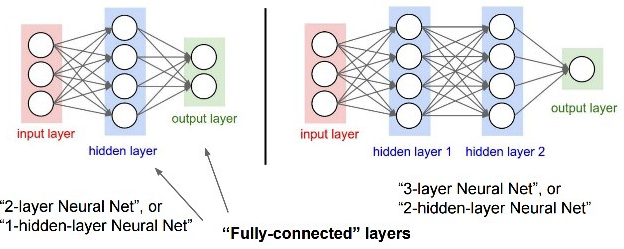 input layer
hidden layer
output layer
"2-layer Neural Net", or
"1-hidden-layer Neural Net"
input layer
hidden layer 1
hidden layer 2
output layer
"3-layer Neural Net", or
"2-hidden-layer Neural Net"
"Fully-connected" layers